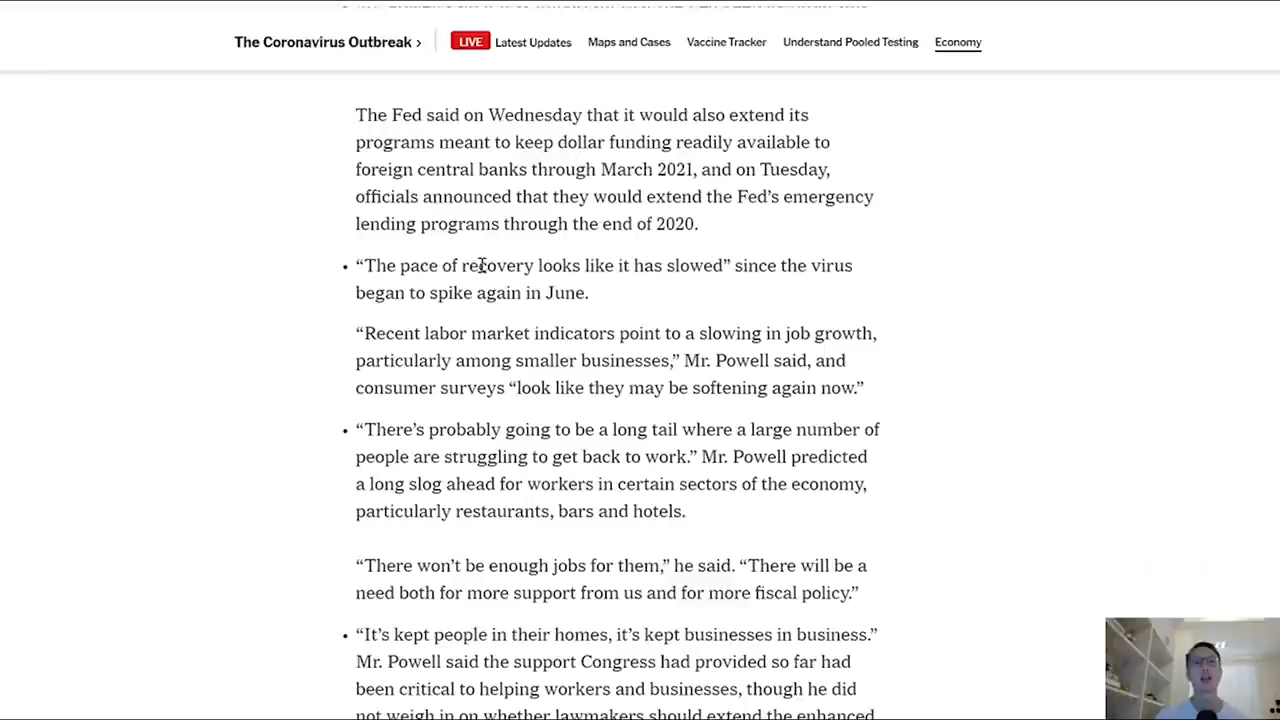 The Coronavirus Outbreak › LIVE Latest Updates Maps and Cases Vaccine Tracker Understand Pooled Testing Economy
The Fed said on Wednesday that it would also extend its
programs meant to keep dollar funding readily available to
foreign central banks through March 2021, and on Tuesday,
officials announced that they would extend the Fed’s emergency
lending programs through the end of 2020.
• “The pace of recovery looks like it has slowed” since the virus
began to spike again in June.
“Recent labor market indicators point to a slowing in job growth,
particularly among smaller businesses,” Mr. Powell said, and
consumer surveys “look like they may be softening again now.”
• “There’s probably going to be a long tail where a large number of
people are struggling to get back to work.” Mr. Powell predicted
a long slog ahead for workers in certain sectors of the economy,
particularly restaurants, bars and hotels.
“There won’t be enough jobs for them,” he said. “There will be a
need both for more support from us and for more fiscal policy.”
• “It’s kept people in their homes, it’s kept businesses in business.”
Mr. Powell said the support Congress had provided so far had
been critical to helping workers and businesses, though he did
not weigh in on whether lawmakers should extend the enhanced